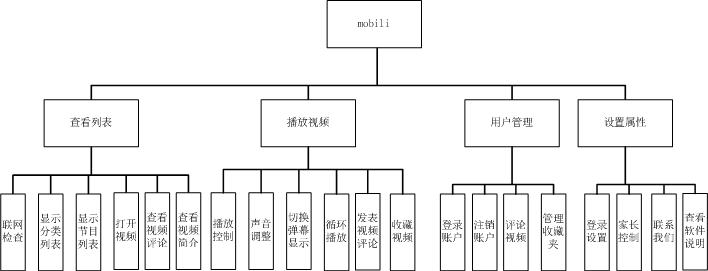 mobili
查看列表
播放视频
用户管理
设置属性
联网
检查
显示
分类
列表
显示
节目
列表
打开
视频
查看
视频
评论
查看
视频
简介
播放
控制
声音
调整
切换
弹幕
显示
循环
播放
发表
视频
评论
收藏
视频
登录
账户
注销
账户
评论
视频
管理
收藏
夹
登录
设置
家长
控制
联系
我们
查看
软件
说明